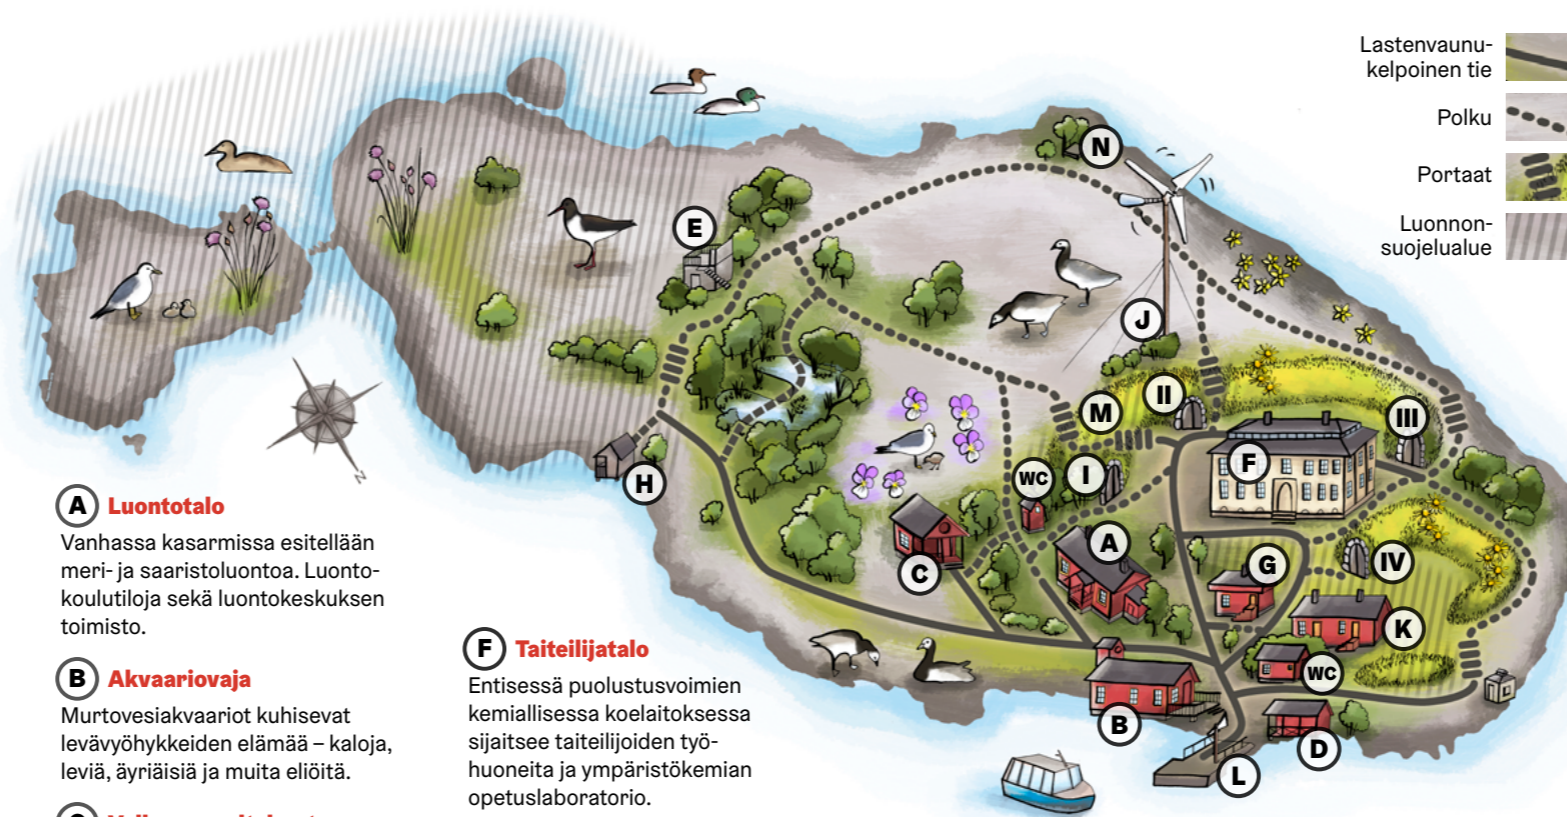 Lastenvaunu-
kelpoinen tie
Polku
Portaat
Luonnon-
suojelualue
N
E
J
II
M
III
F
I
WC
H
A
C
G
IV
K
WC
B
D
L
N
A Luontotalo
Vanhassa kasarmissa esitellään
meri- ja saaristoluontoa. Luonto-
koulutiloja sekä luontokeskuksen
toimisto.
B Akvaariovaja
Murtovesiakvaariot kuhisevat
levävyöhykkeiden elämää – kaloja,
leviä, äyriäisiä ja muita eliöitä.
F Taiteilijatalo
Entisessä puolustusvoimien
kemiallisessa koelaitoksessa
sijaitsee taiteilijoiden työ-
huoneita ja ympäristökemian
opetuslaboratorio.